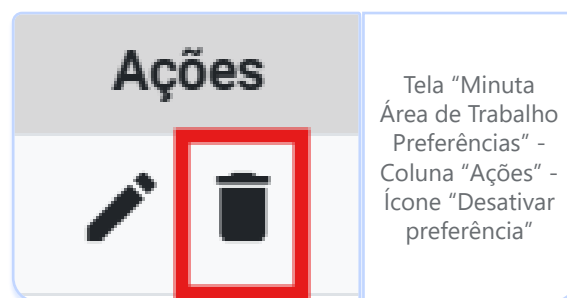 Ações
Tela “Minuta
Área de Trabalho
Preferências” -
Coluna “Ações” -
Ícone “Desativar
preferência”